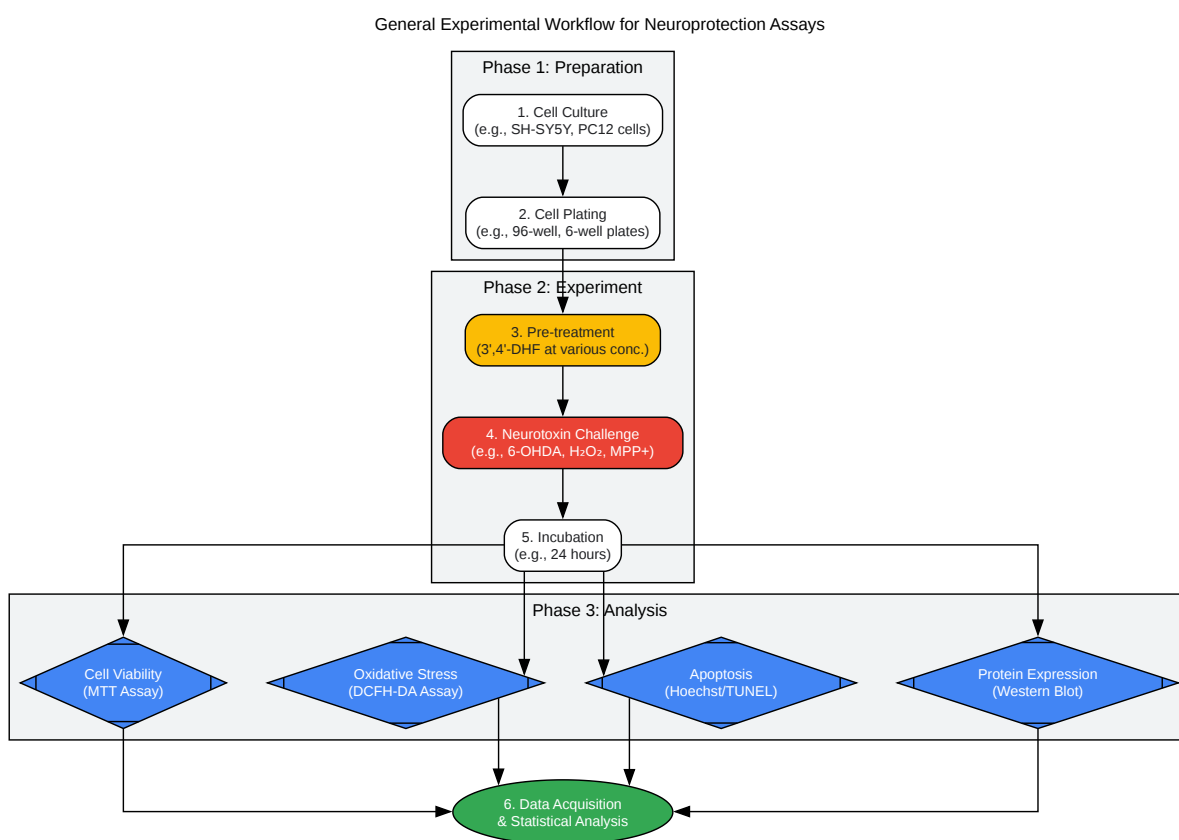 General Experimental Workflow for Neuroprotection Assays
Phase 1: Preparation
1. Cell Culture
(e.g., SH-SY5Y, PC12 cells)
2. Cell Plating
(e.g., 96-well, 6-well plates)
Phase 2: Experiment
3. Pre-treatment
(3',4'-DHF at various conc.)
4. Neurotoxin Challenge
(e.g., 6-OHDA, H₂O₂, MPP+)
5. Incubation
(e.g., 24 hours)
Phase 3: Analysis
Cell Viability
(MTT Assay)
Oxidative Stress
(DCFH-DA Assay)
Apoptosis
(Hoechst/TUNEL)
Protein Expression
(Western Blot)
6. Data Acquisition
& Statistical Analysis